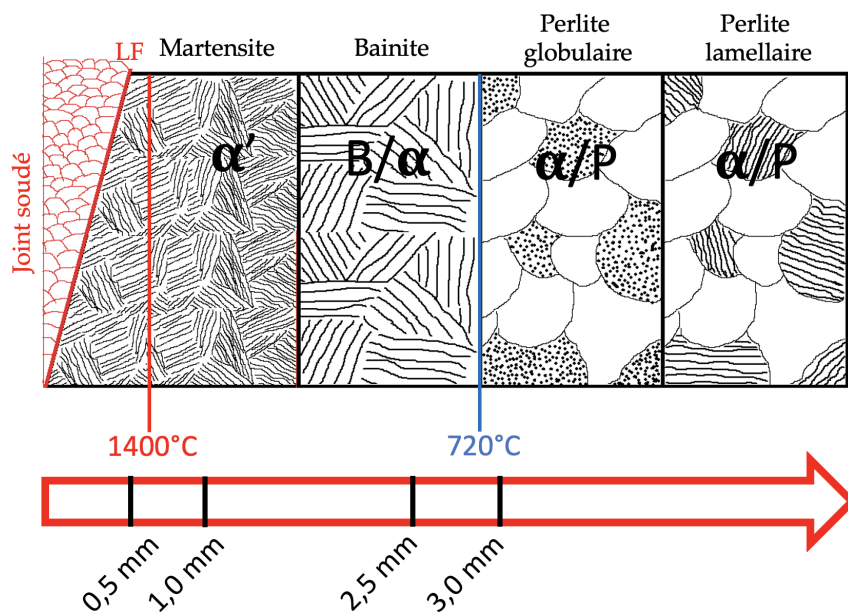 LF
Martensite
Bainite
Perlite
globulaire
Perlite
lamellaire
Joint soudé
α'
B/α
α/P
α/P
1400°C
720°C
0,5 mm
1,0 mm
2,5 mm
3,0 mm